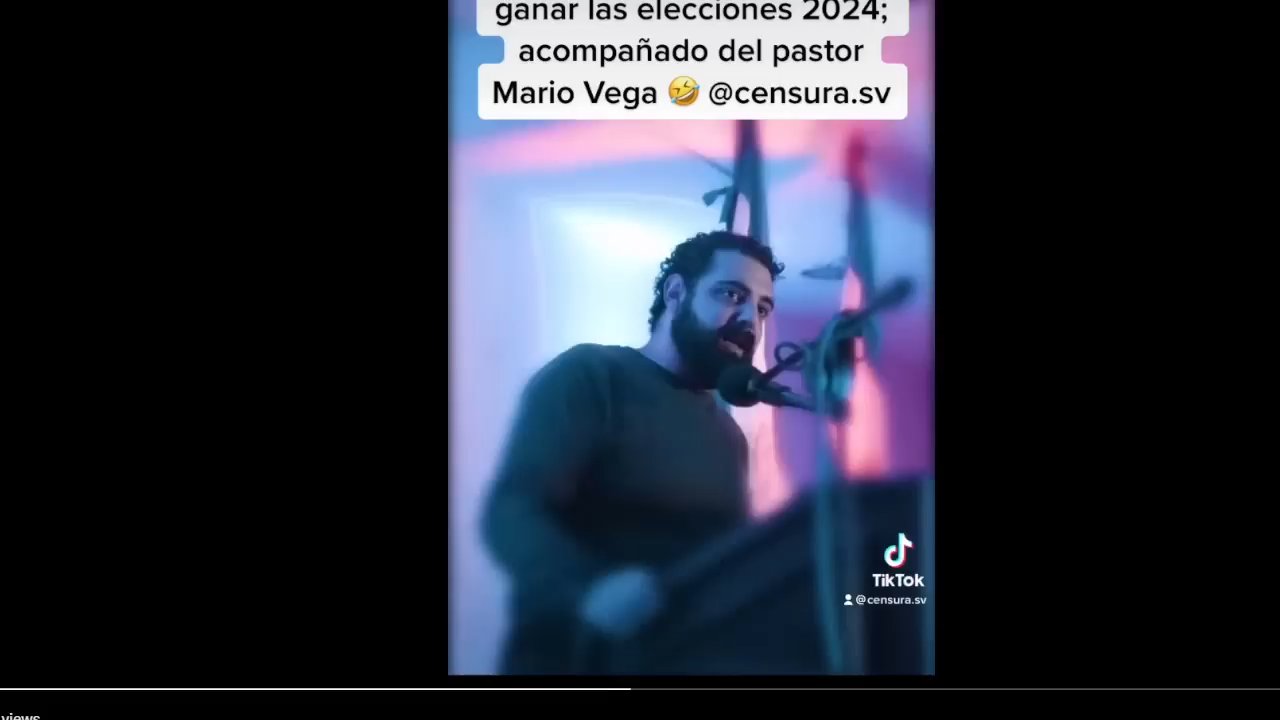 ganar las elecciones 2024;
acompañado del pastor
Mario Vega 🤣 @censura.sv
TikTok
@censura.sv
views